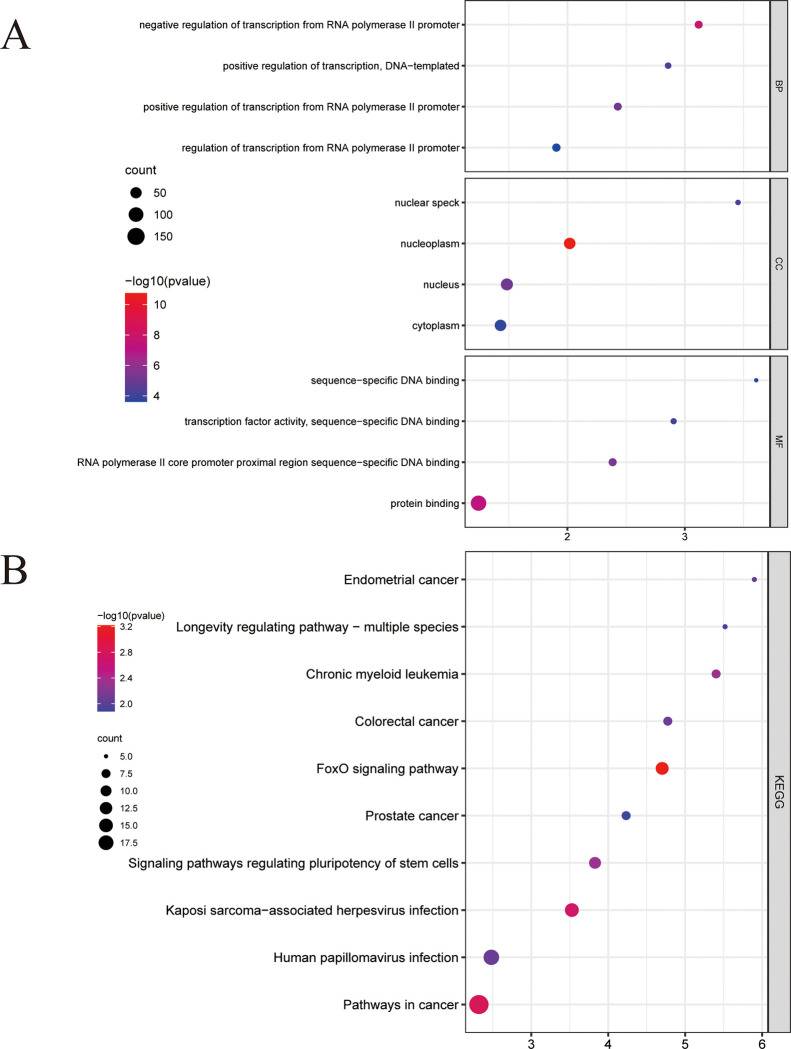 A
negative regulation of transcription from RNA polymerase II promoter
positive regulation of transcription, DNA−templated
positive regulation of transcription from RNA polymerase II promoter
regulation of transcription from RNA polymerase II promoter
BP
count
50
100
150
nuclear speck
nucleoplasm
nucleus
cytoplasm
CC
−log10(pvalue)
10
8
6
4
sequence−specific DNA binding
transcription factor activity, sequence−specific DNA binding
RNA polymerase II core promoter proximal region sequence−specific DNA binding
protein binding
MF
2 3
B
−log10(pvalue)
3.2
2.8
2.4
2.0
count
5.0
7.5
10.0
12.5
15.0
17.5
Endometrial cancer
Longevity regulating pathway − multiple species
Chronic myeloid leukemia
Colorectal cancer
FoxO signaling pathway
Prostate cancer
Signaling pathways regulating pluripotency of stem cells
Kaposi sarcoma−associated herpesvirus infection
Human papillomavirus infection
Pathways in cancer
KEGG
3 4 5 6